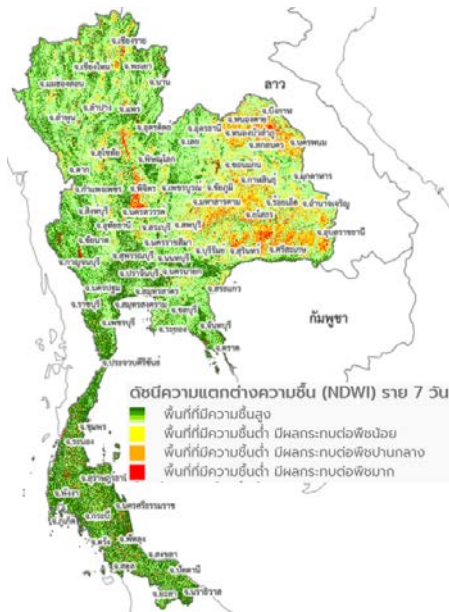 จ.เชียงราย
จ.เชียงใหม่
จ.พะเยา
จ.แม่ฮ่องสอน
จ.น่าน
ลาว
จ.ลำปาง
จ.แพร่
จ.ลำพูน
จ.อุตรดิตถ์
จ.อุดรธานี
จ.หนองคาย
จ.บึงกาฬ
จ.เลย
จ.หนองบัวลำภู
จ.สกลนคร
จ.นครพนม
จ.สุโขทัย
จ.พิษณุโลก
จ.ตาก
จ.ขอนแก่น
จ.มุกดาหาร
จ.กำแพงเพชร
จ.พิจิตร
จ.เพชรบูรณ์
จ.ชัยภูมิ
จ.กาฬสินธุ์
จ.มหาสารคาม
จ.ร้อยเอ็ด
จ.อำนาจเจริญ
จ.สิงห์บุรี
จ.นครสวรรค์
จ.ยโสธร
จ.อุทัยธานี
จ.สระบุรี
จ.ลพบุรี
จ.อุบลราชธานี
จ.ชัยนาท
จ.นครราชสีมา
จ.บุรีรัมย์
จ.สุรินทร์
จ.ศรีสะเกษ
จ.กาญจนบุรี
จ.สุพรรณบุรี
จ.นนทบุรี
จ.ปราจีนบุรี
จ.นครนายก
จ.นครปฐม
จ.สมุทรสาคร
จ.สระแก้ว
จ.ราชบุรี
จ.สมุทรสงคราม
จ.ชลบุรี
กัมพูชา
จ.เพชรบุรี
จ.ระยอง
จ.จันทบุรี
จ.ตราด
จ.ประจวบคีรีขันธ์
ดัชนีความแตกต่างความชื้น (NDWI) ราย 7 วัน
พื้นที่ที่มีความชื้นสูง
พื้นที่ที่มีความชื้นต่ำ มีผลกระทบต่อพืชน้อย
พื้นที่ที่มีความชื้นต่ำ มีผลกระทบต่อพืชปานกลาง
พื้นที่ที่มีความชื้นต่ำ มีผลกระทบต่อพืชมาก
จ.ชุมพร
จ.ระนอง
จ.สุราษฎร์ธานี
จ.พังงา
จ.นครศรีธรรมราช
จ.กระบี่
จ.ภูเก็ต
จ.ตรัง
จ.พัทลุง
จ.สงขลา
จ.สตูล
จ.ปัตตานี
จ.ยะลา
จ.นราธิวาส